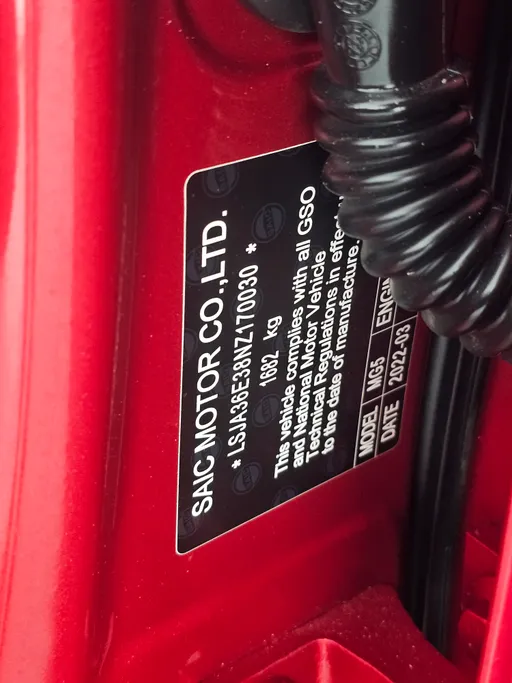 SAIC MOTOR CO.,LTD.
* LSJA36E38NZ170030 *
1682 kg
This vehicle complies with all GSO
and National Motor Vehicle
Technical Regulations in effect
to the date of manufacture.
MODEL MG5
DATE 2022-03